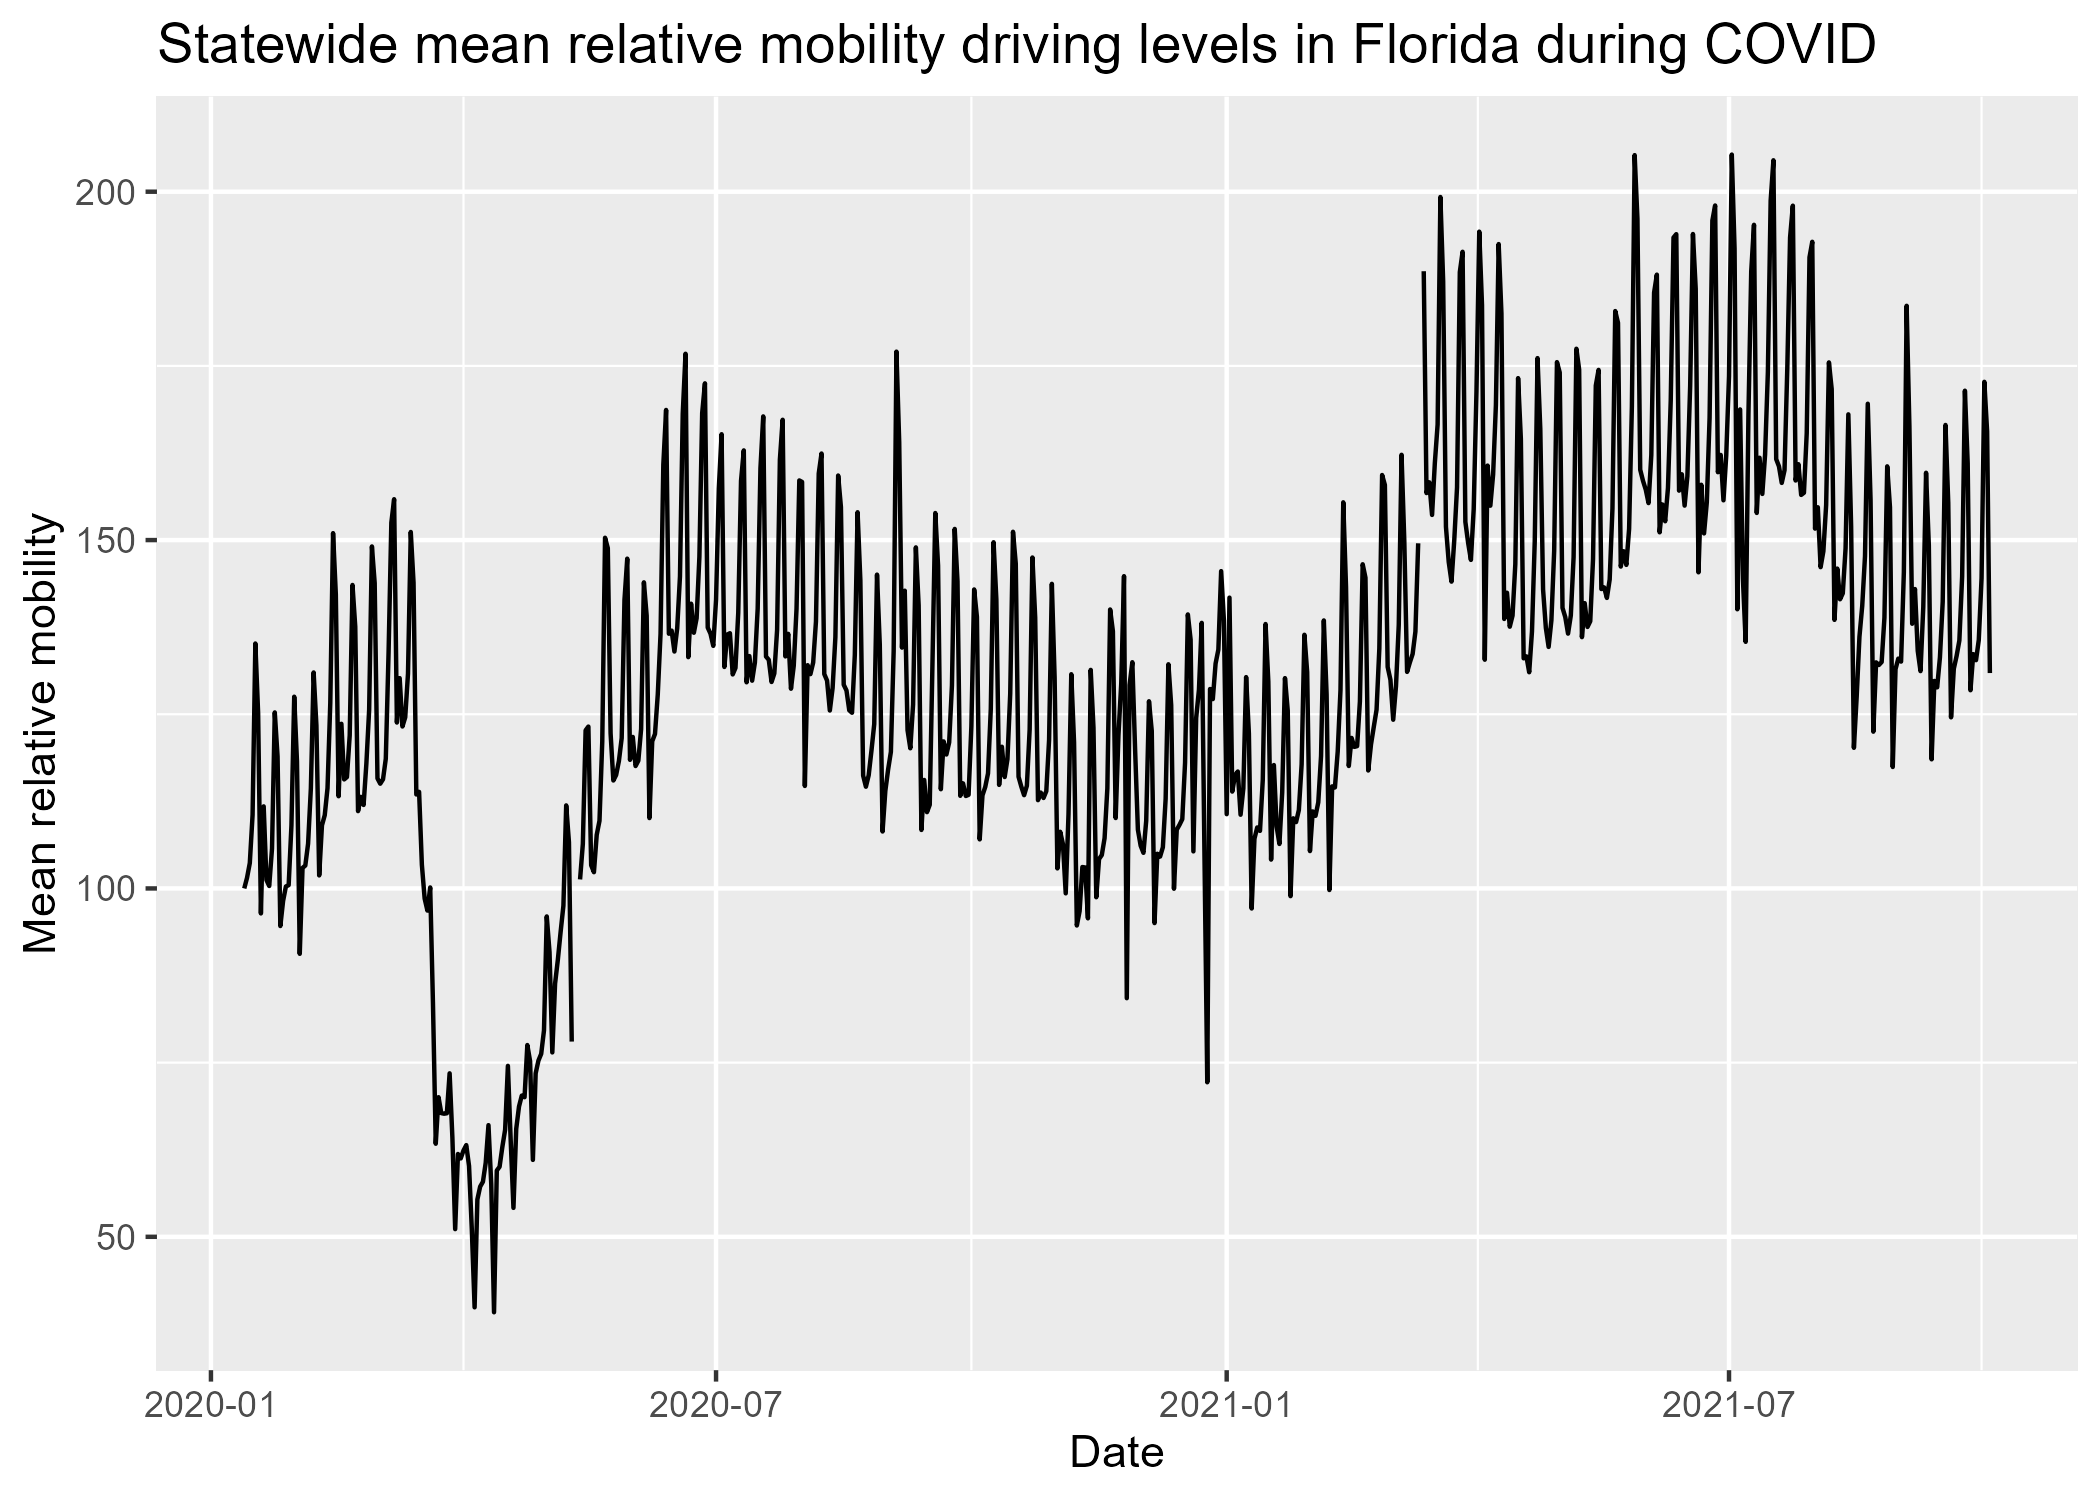 Statewide mean relative mobility driving levels in Florida during COVID
Mean relative mobility
200
150
100
50
2020-01
2020-07
2021-01
2021-07
Date